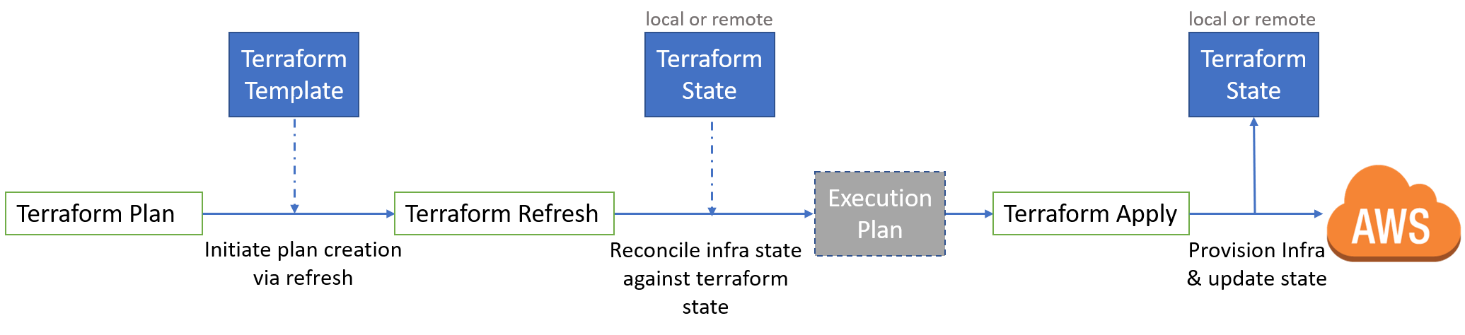 local or remote
local or remote
Terraform
Template
Terraform
State
Terraform
State
Terraform Plan
Terraform Refresh
Execution
Plan
Terraform Apply
AWS
Initiate plan creation
via refresh
Reconcile infra state
against terraform
state
Provision Infra
& update state